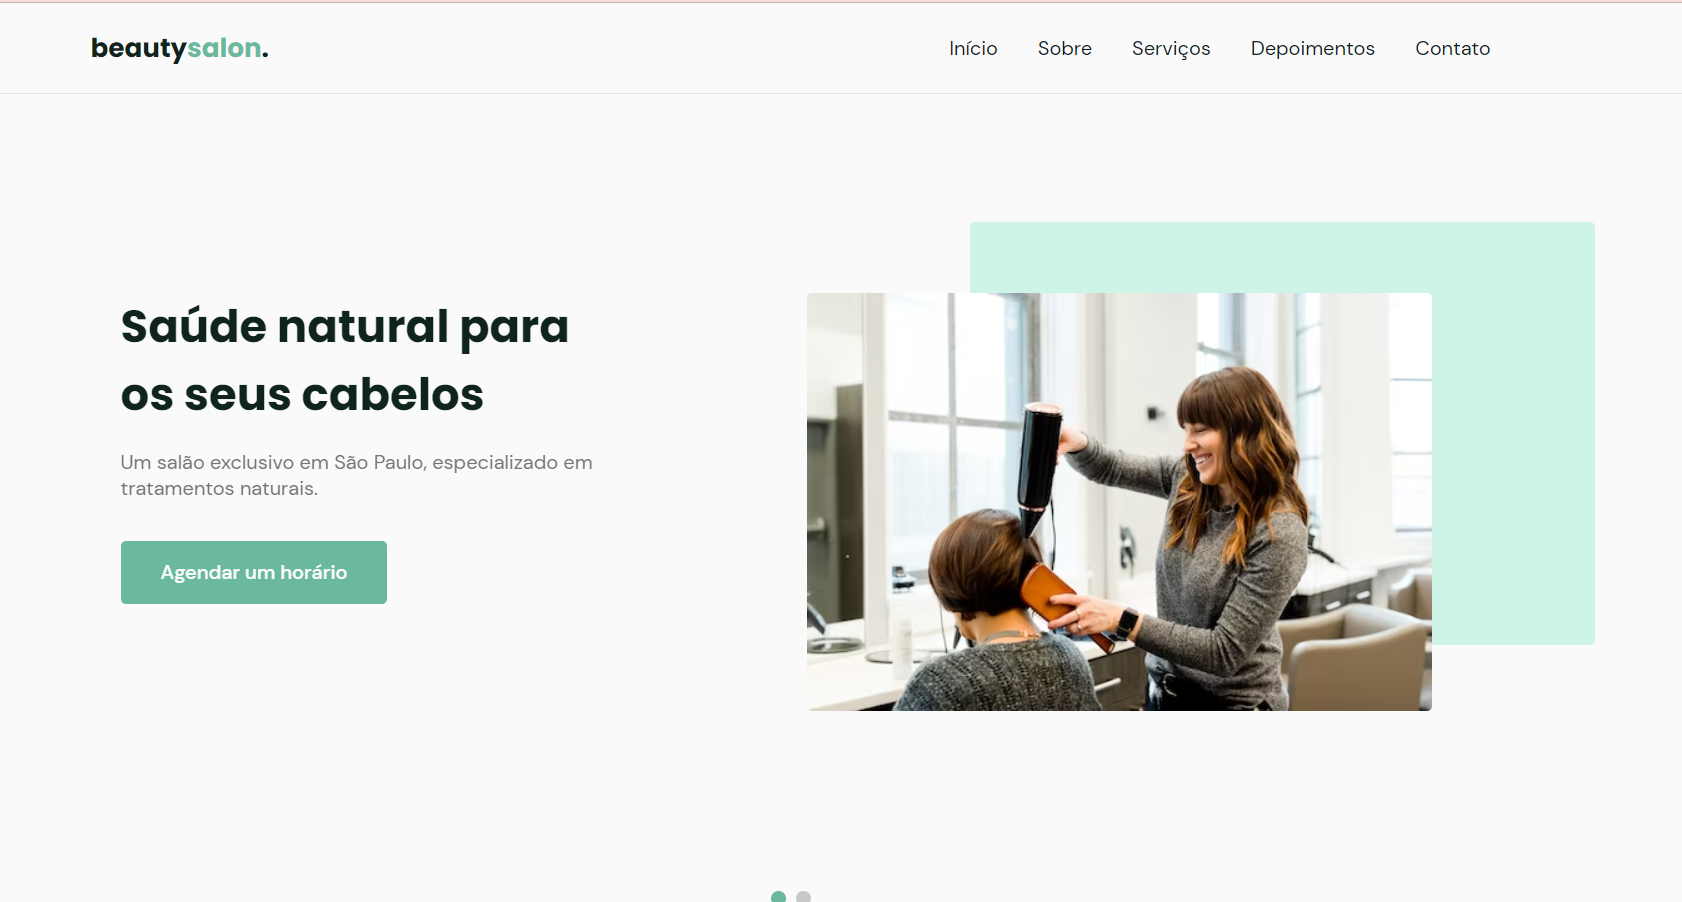 beautysalon.
Início Sobre Serviços Depoimentos Contato
Saúde natural para
os seus cabelos
Um salão exclusivo em São Paulo, especializado em
tratamentos naturais.
Agendar um horário